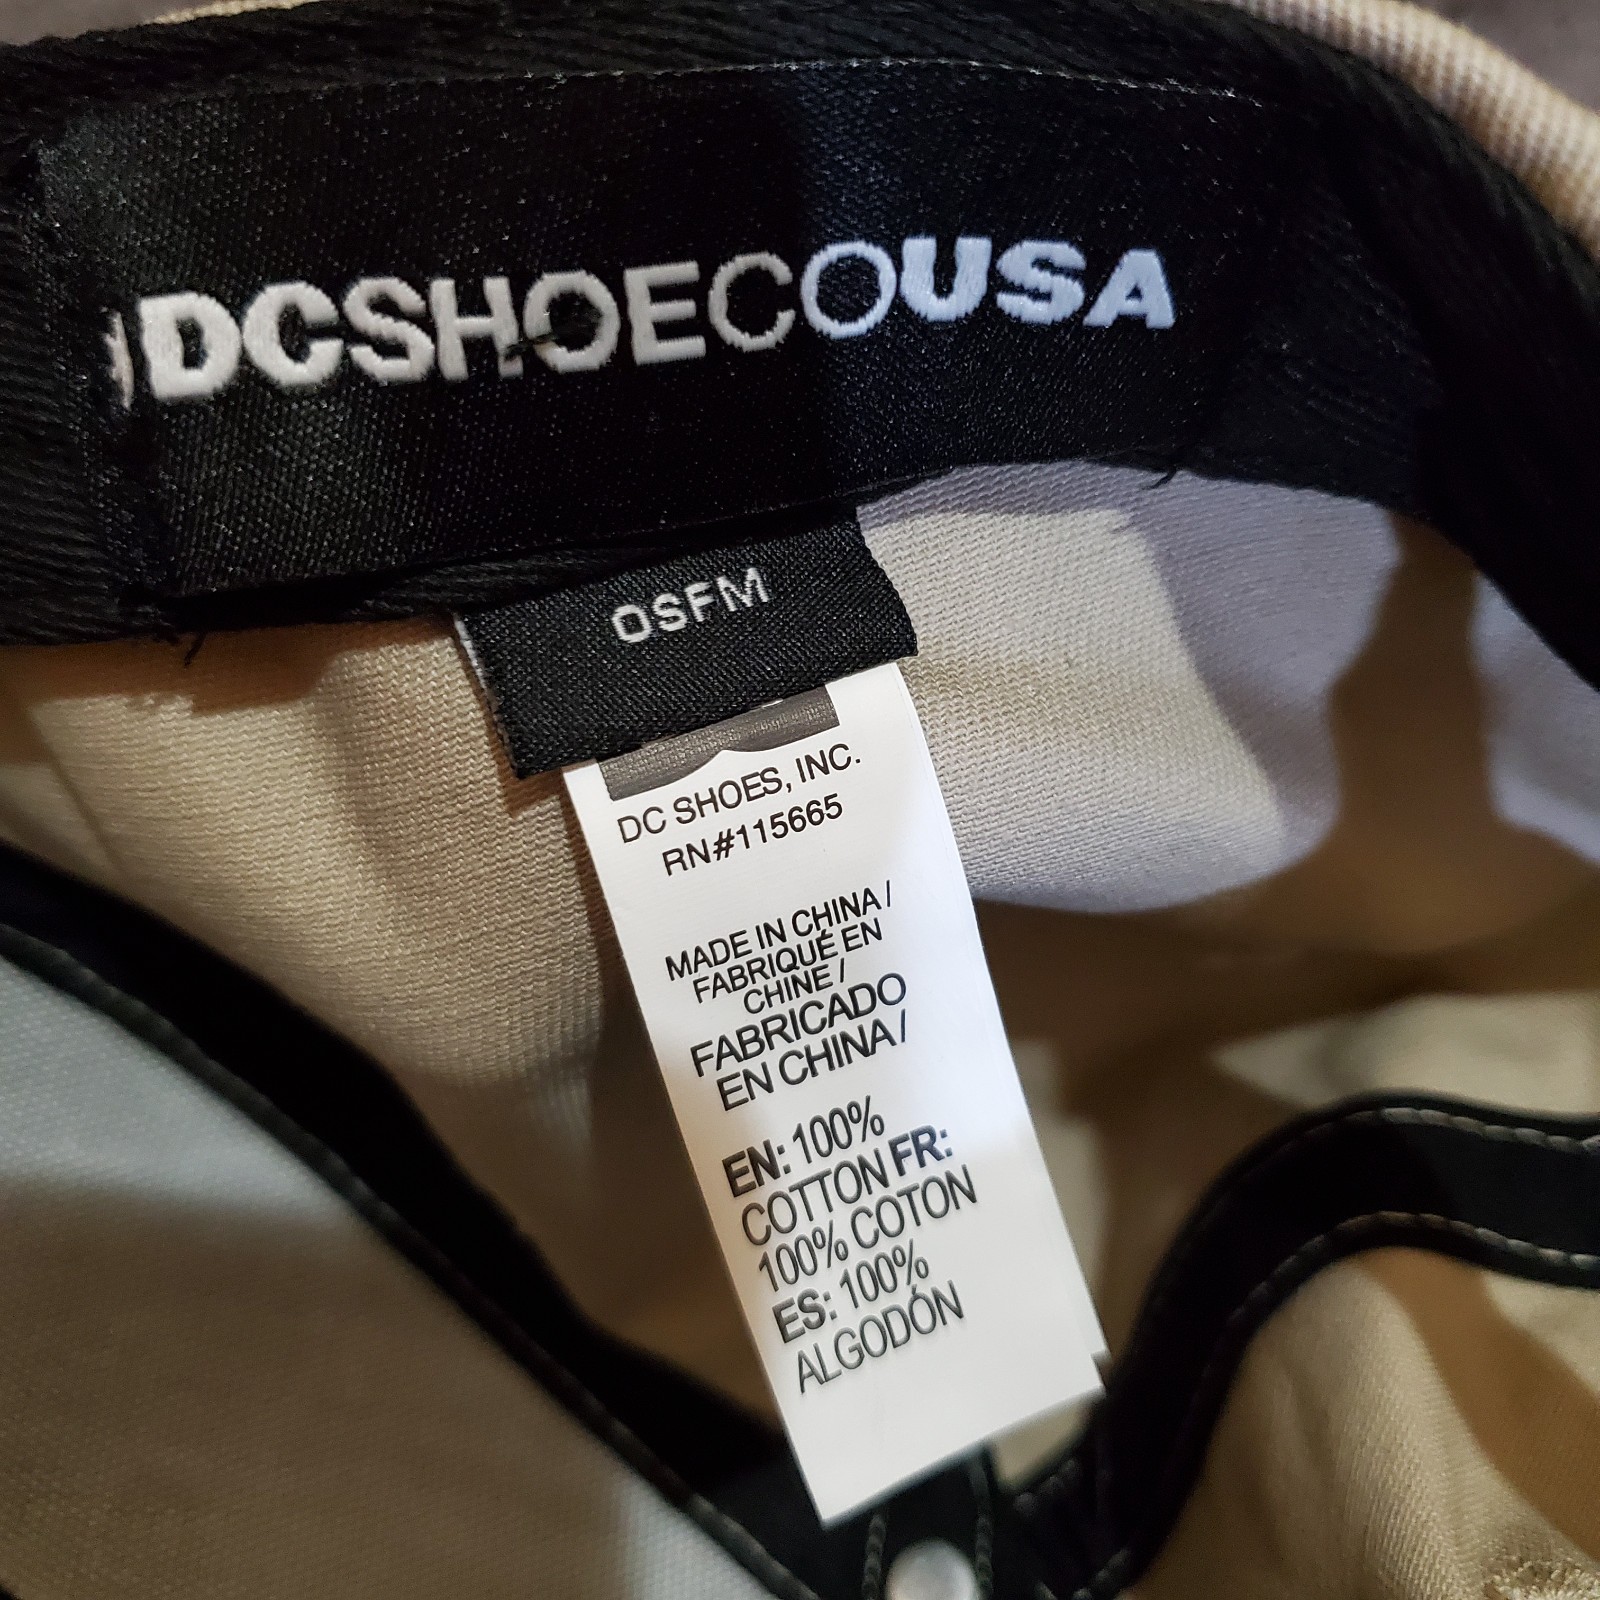 DCSHOECOUSA
OSFM
DC SHOES, INC.
RN#115665
MADE IN CHINA /
FABRIQUÉ EN
CHINE /
FABRICADO
EN CHINA /
EN: 100%
COTTON FR:
100% COTON
ES: 100%
ALGODÓN